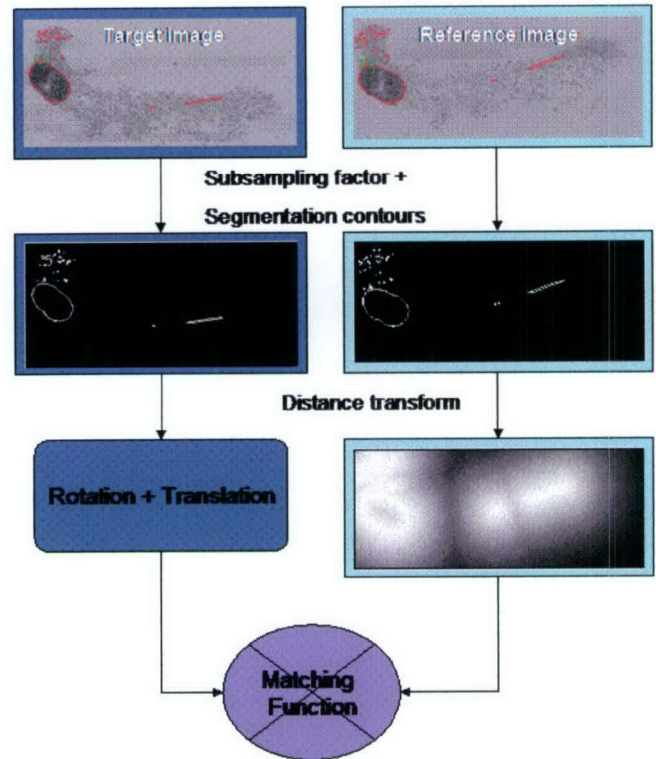 Target Image
Reference Image
Subsampling factor +
Segmentation contours
Distance transform
Rotation + Translation
Matching
Function